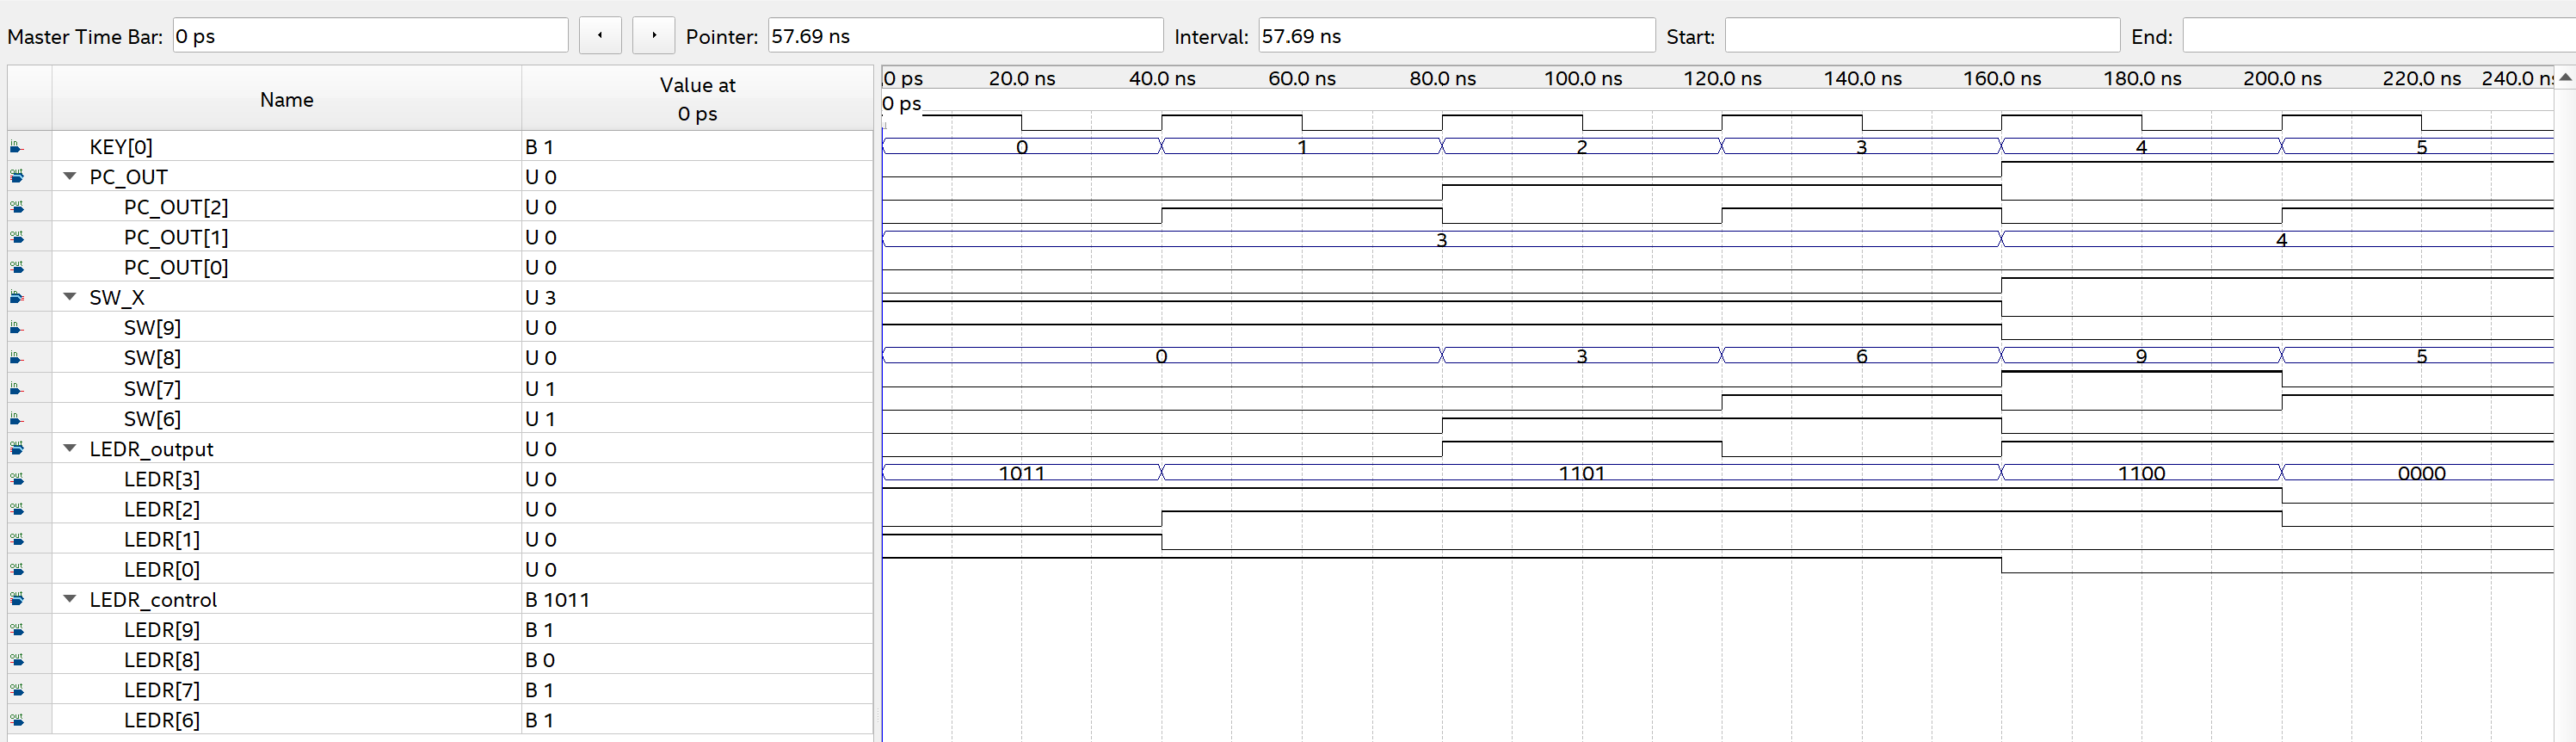 Master Time Bar: 0 ps Pointer: 57.69 ns Interval: 57.69 ns Start: End:
Name Value at 0 ps 0 ps 20.0 ns 40.0 ns 60.0 ns 80.0 ns 100.0 ns 120.0 ns 140.0 ns 160.0 ns 180.0 ns 200.0 ns 220.0 ns 240.0 ns
0 ps
in KEY[0] B 1 0 1 2 3 4 5
out PC_OUT U 0
out PC_OUT[2] U 0
out PC_OUT[1] U 0 3 4
out PC_OUT[0] U 0
in SW_X U 3
in SW[9] U 0
in SW[8] U 0 0 3 6 9 5
in SW[7] U 1
in SW[6] U 1
out LEDR_output U 0
out LEDR[3] U 0 1011 1101 1100 0000
out LEDR[2] U 0
out LEDR[1] U 0
out LEDR[0] U 0
out LEDR_control B 1011
out LEDR[9] B 1
out LEDR[8] B 0
out LEDR[7] B 1
out LEDR[6] B 1